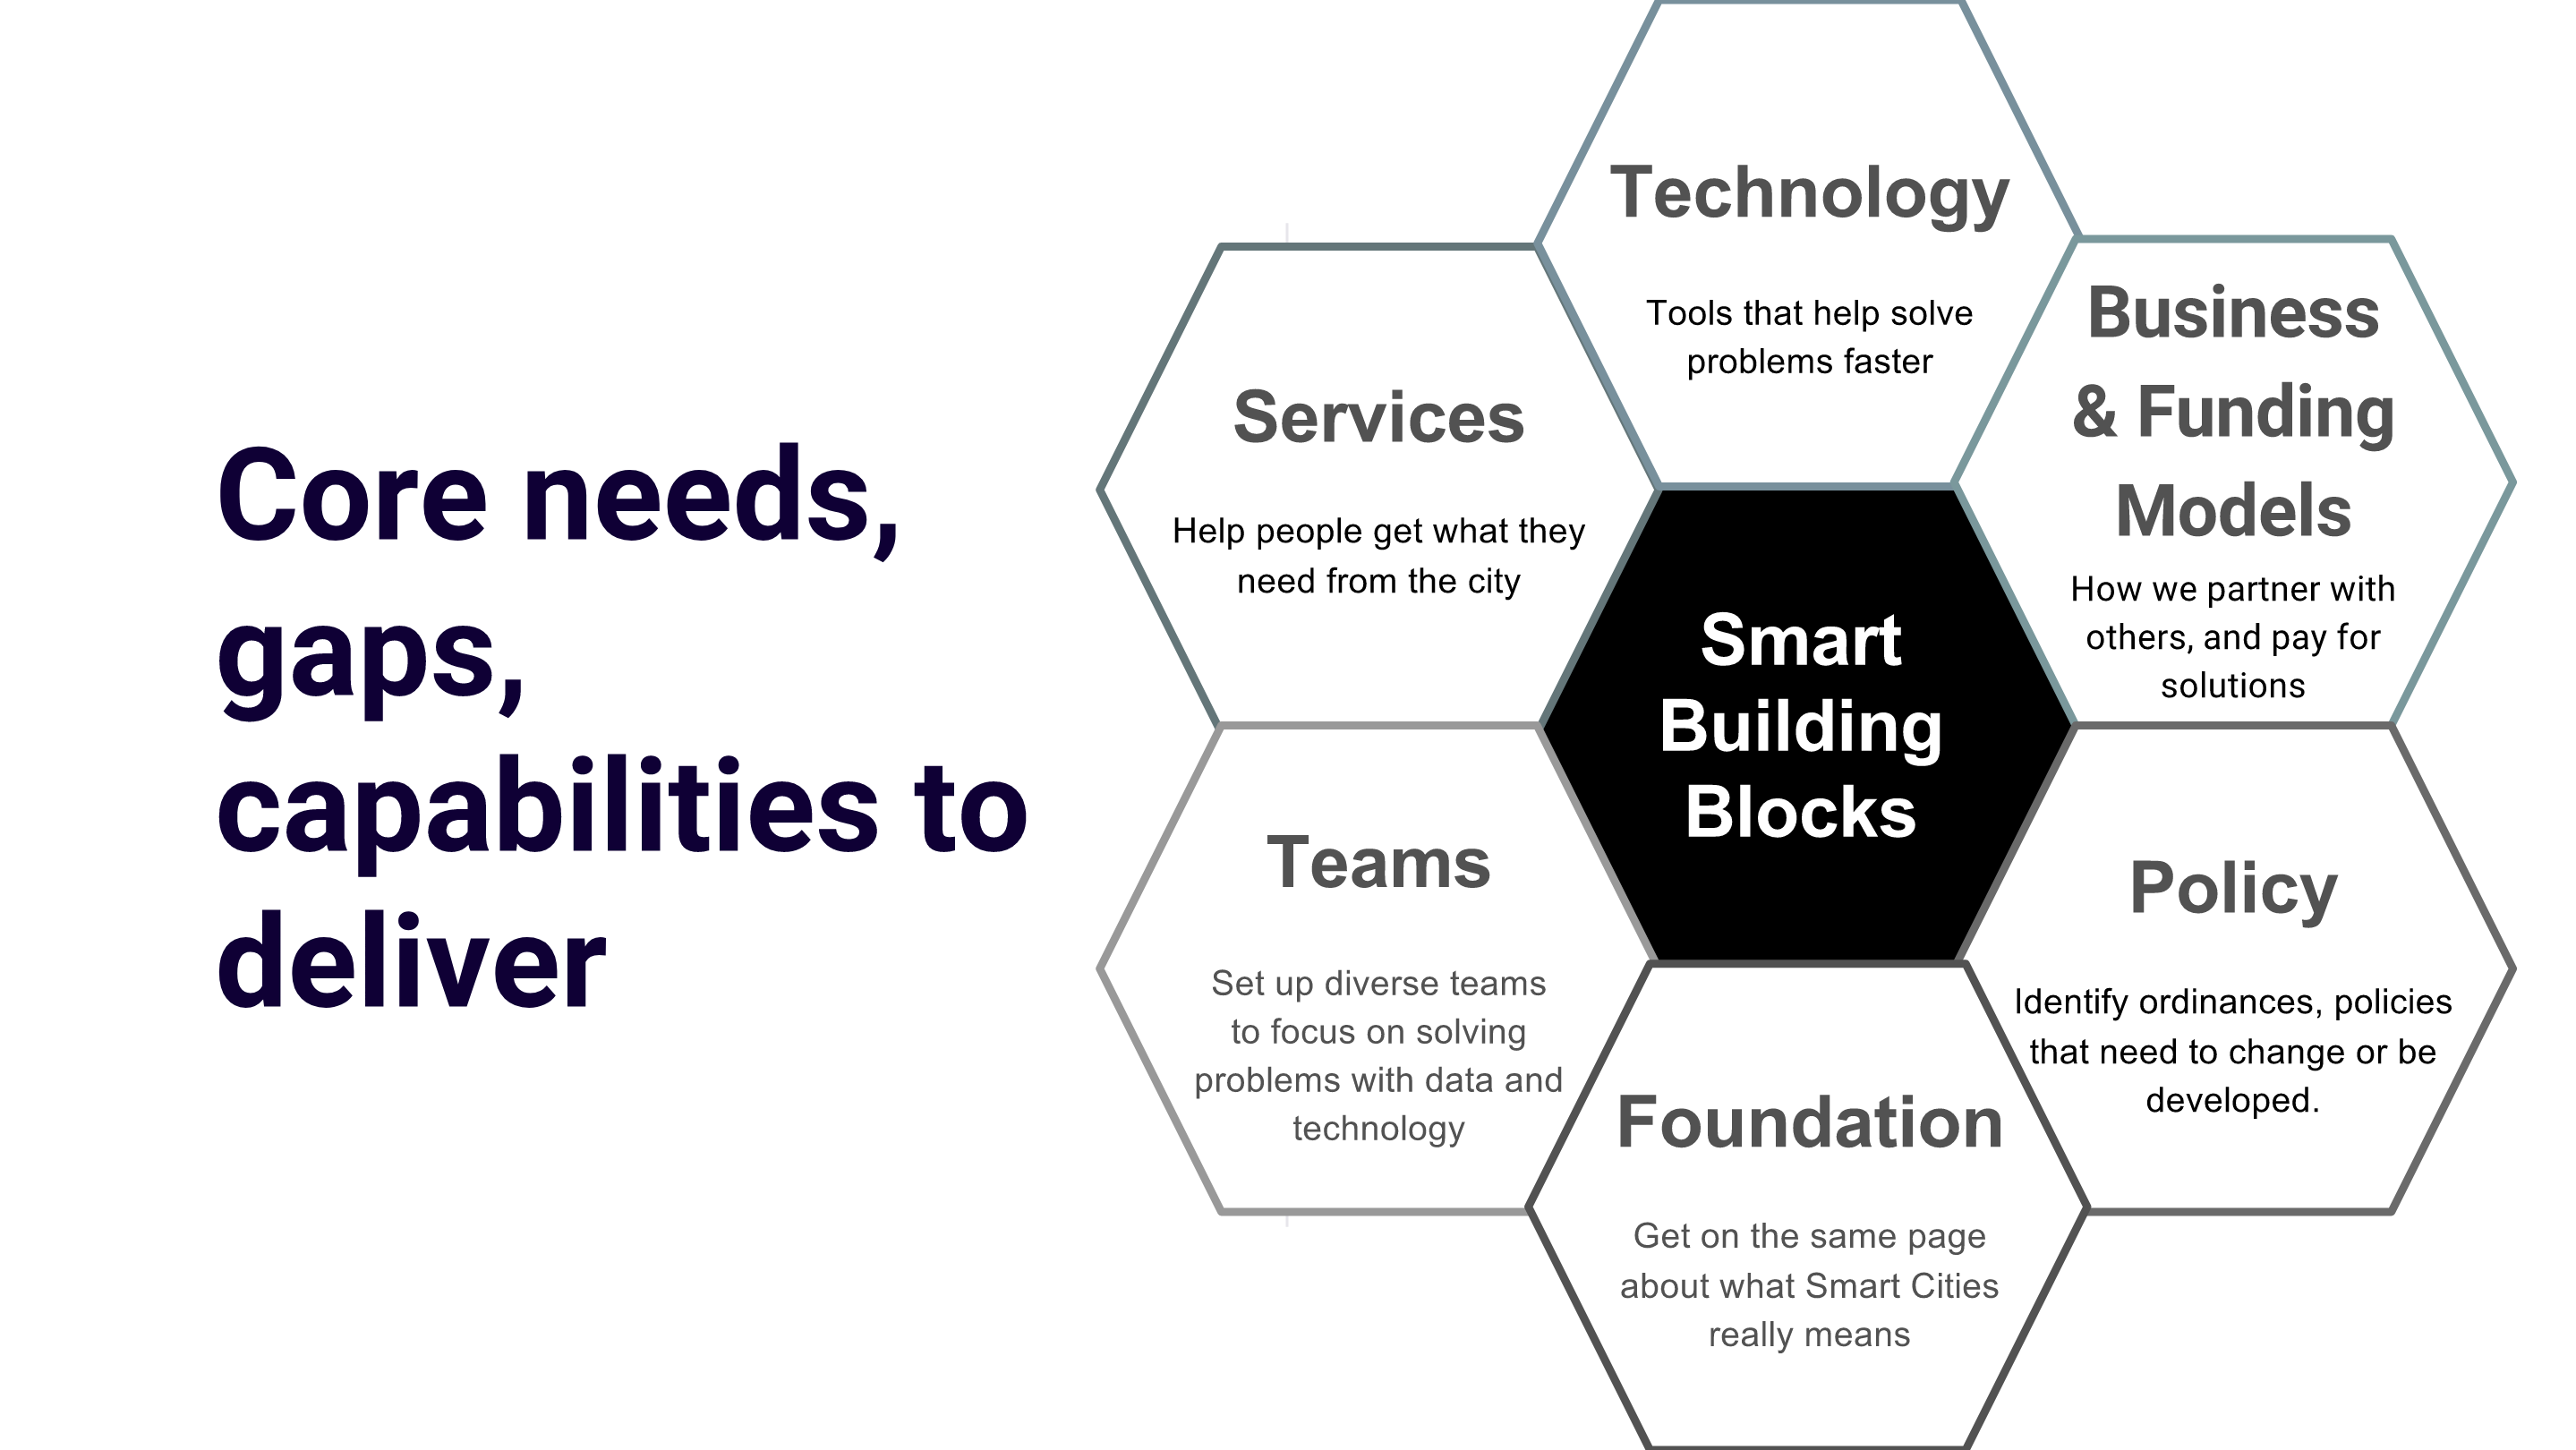 Core needs,
gaps,
capabilities to
deliver
Technology
Tools that help solve
problems faster
Services
Help people get what they
need from the city
Business
& Funding
Models
How we partner with
others, and pay for
solutions
Smart
Building
Blocks
Teams
Set up diverse teams
to focus on solving
problems with data and
technology
Policy
Identify ordinances, policies
that need to change or be
developed.
Foundation
Get on the same page
about what Smart Cities
really means